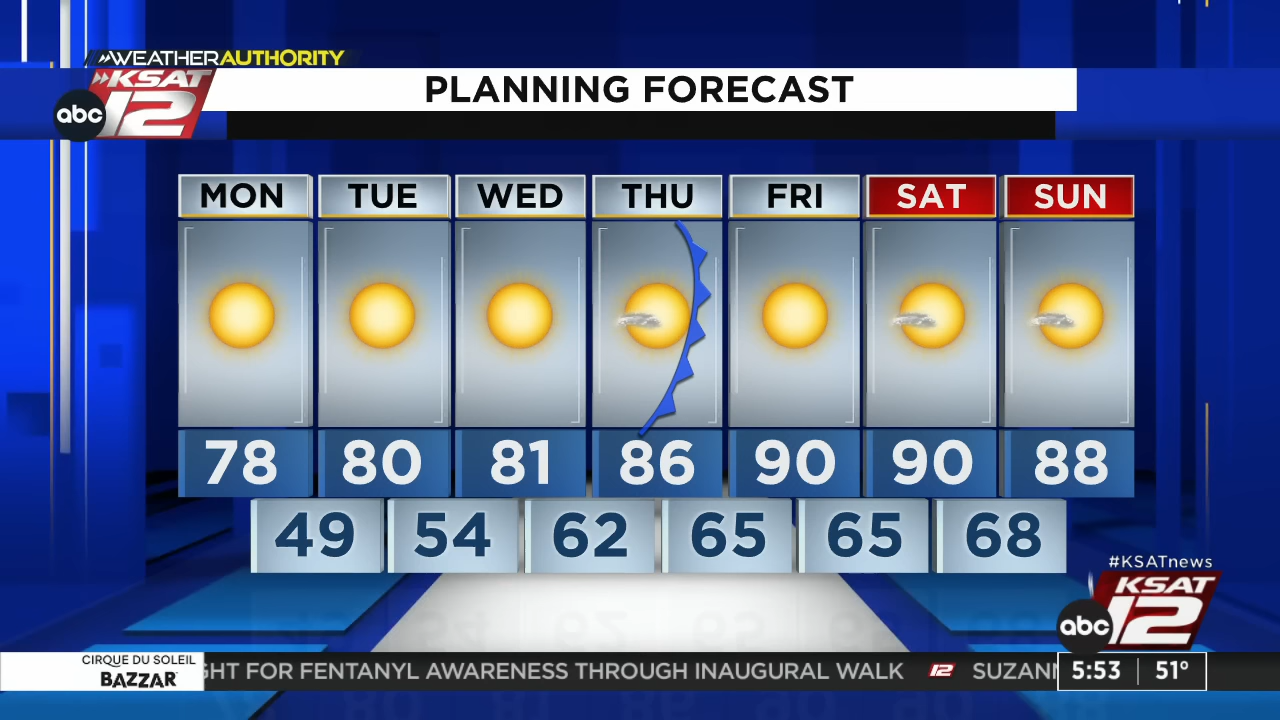 WEATHERAUTHORITY
KSAT
abc 12
PLANNING FORECAST
MON TUE WED THU FRI SAT SUN
78 80 81 86 90 90 88
49 54 62 65 65 68
#KSATnews
KSAT
abc 12
CIRQUE DU SOLEIL
BAZZAR
GHT FOR FENTANYL AWARENESS THROUGH INAUGURAL WALK 12 SUZANN
5:53 51°